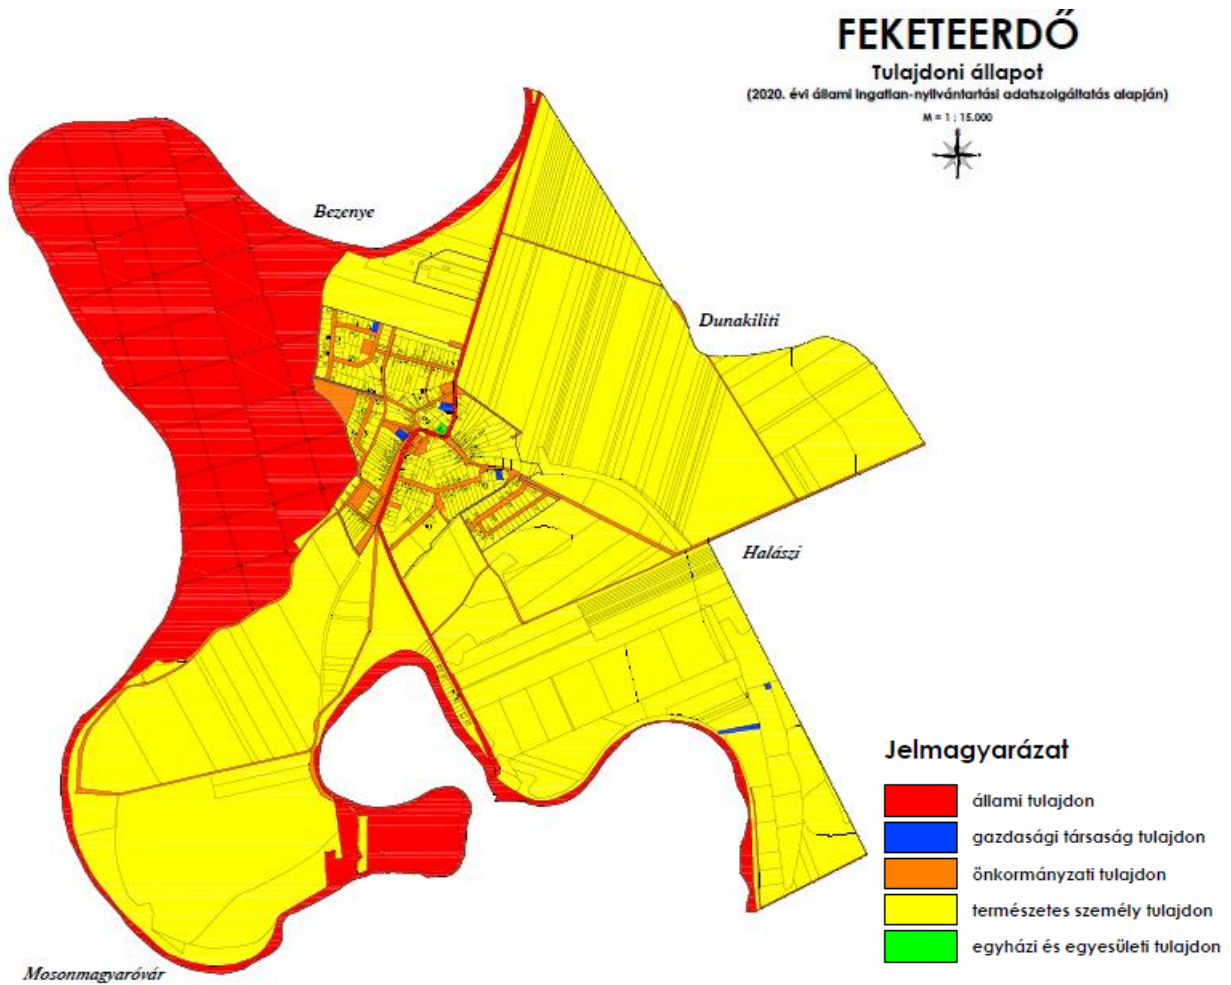 FEKETEERDŐ
Tulajdoni állapot
(2020. évi állami ingatlan-nyilvántartási adatszolgáltatás alapján)
M = 1 : 15.000
Bezenye
Dunakiliti
Halászi
Mosonmagyaróvár
Jelmagyarázat
állami tulajdon
gazdasági társaság tulajdon
önkormányzati tulajdon
természetes személy tulajdon
egyházi és egyesületi tulajdon